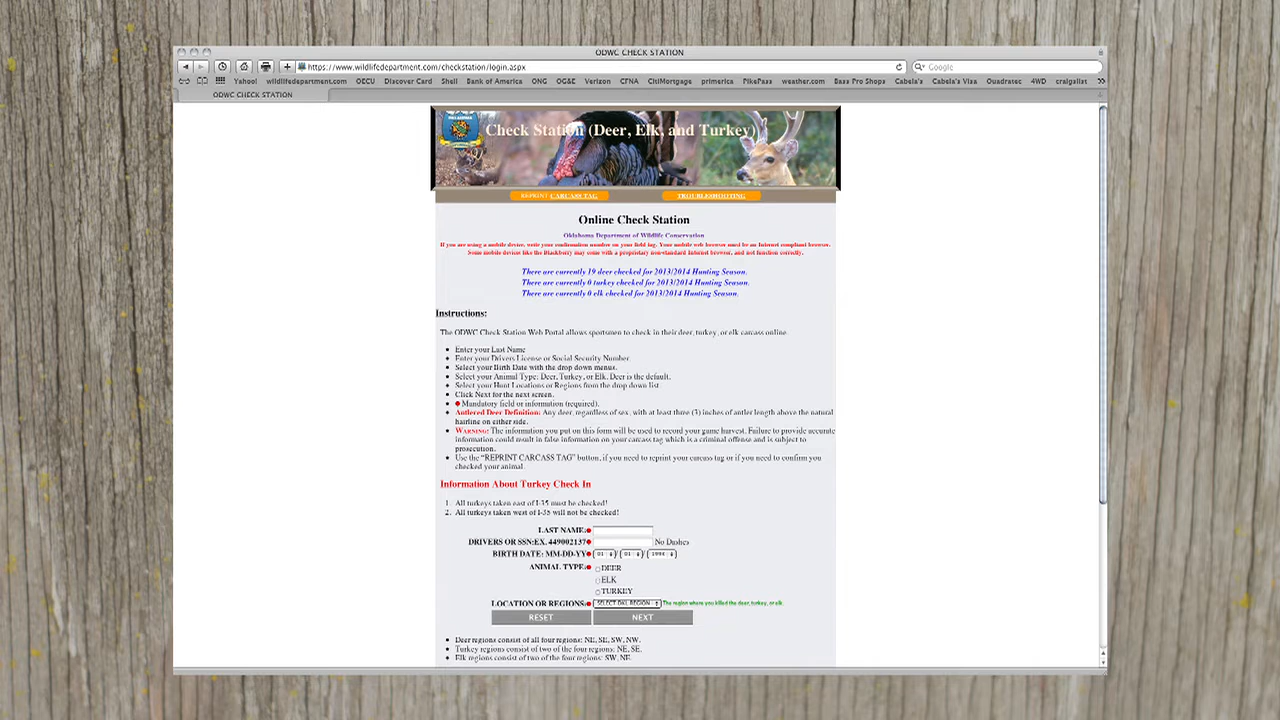 ODWC CHECK STATION
https://www.wildlifedepartment.com/checkstation/login.aspx
Google
Yahoo! wildlifedepartment.com OECU Discover Card Shell Bank of America ONG OG&E Verizon CFNA CitiMortgage primerica PikePass weather.com Bass Pro Shops Cabela's Cabela's Visa Quadratec 4WD craigslist
ODWC CHECK STATION
Check Station (Deer, Elk, and Turkey)
REPRINT CARCASS TAG TROUBLESHOOTING
Online Check Station
Oklahoma Department of Wildlife Conservation
If you are using a mobile device, write your confirmation number on your field tag. Your mobile web browser must be an Internet compliant browser.
Some mobile devices like the Blackberry may come with a proprietary non-standard Internet browser, and not function correctly.
There are currently 19 deer checked for 2013/2014 Hunting Season.
There are currently 0 turkey checked for 2013/2014 Hunting Season.
There are currently 0 elk checked for 2013/2014 Hunting Season.
Instructions:
The ODWC Check Station Web Portal allows sportsmen to check in their deer, turkey, or elk carcass online.
Enter your Last Name
Enter your Drivers License or Social Security Number.
Select your Birth Date with the drop down menus.
Select your Animal Type: Deer, Turkey, or Elk. Deer is the default.
Select your Hunt Locations or Regions from the drop down list
Click Next for the next screen.
Mandatory field or information (required).
Antlered Deer Definition: Any deer, regardless of sex, with at least three (3) inches of antler length above the natural
hairline on either side.
WARNING: The information you put on this form will be used to record your game harvest. Failure to provide accurate
information could result in false information on your carcass tag which is a criminal offense and is subject to
prosecution.
Use the "REPRINT CARCASS TAG" button, if you need to reprint your carcass tag or if you need to confirm you
checked your animal.
Information About Turkey Check In
1. All turkeys taken east of I-35 must be checked!
2. All turkeys taken west of I-35 will not be checked!
LAST NAME:
DRIVERS OR SSN:EX. 449002137 No Dashes
BIRTH DATE: MM-DD-YY 01 / 01 /
ANIMAL TYPE: DEER
ELK
TURKEY
LOCATION OR REGIONS: SELECT DKL REGION The region where you killed the deer, turkey, or elk.
RESET NEXT
Deer regions consist of all four regions: NE, SE, SW, NW.
Turkey regions consist of two of the four regions: NE, SE.
Elk regions consist of two of the four regions: SW, NE.